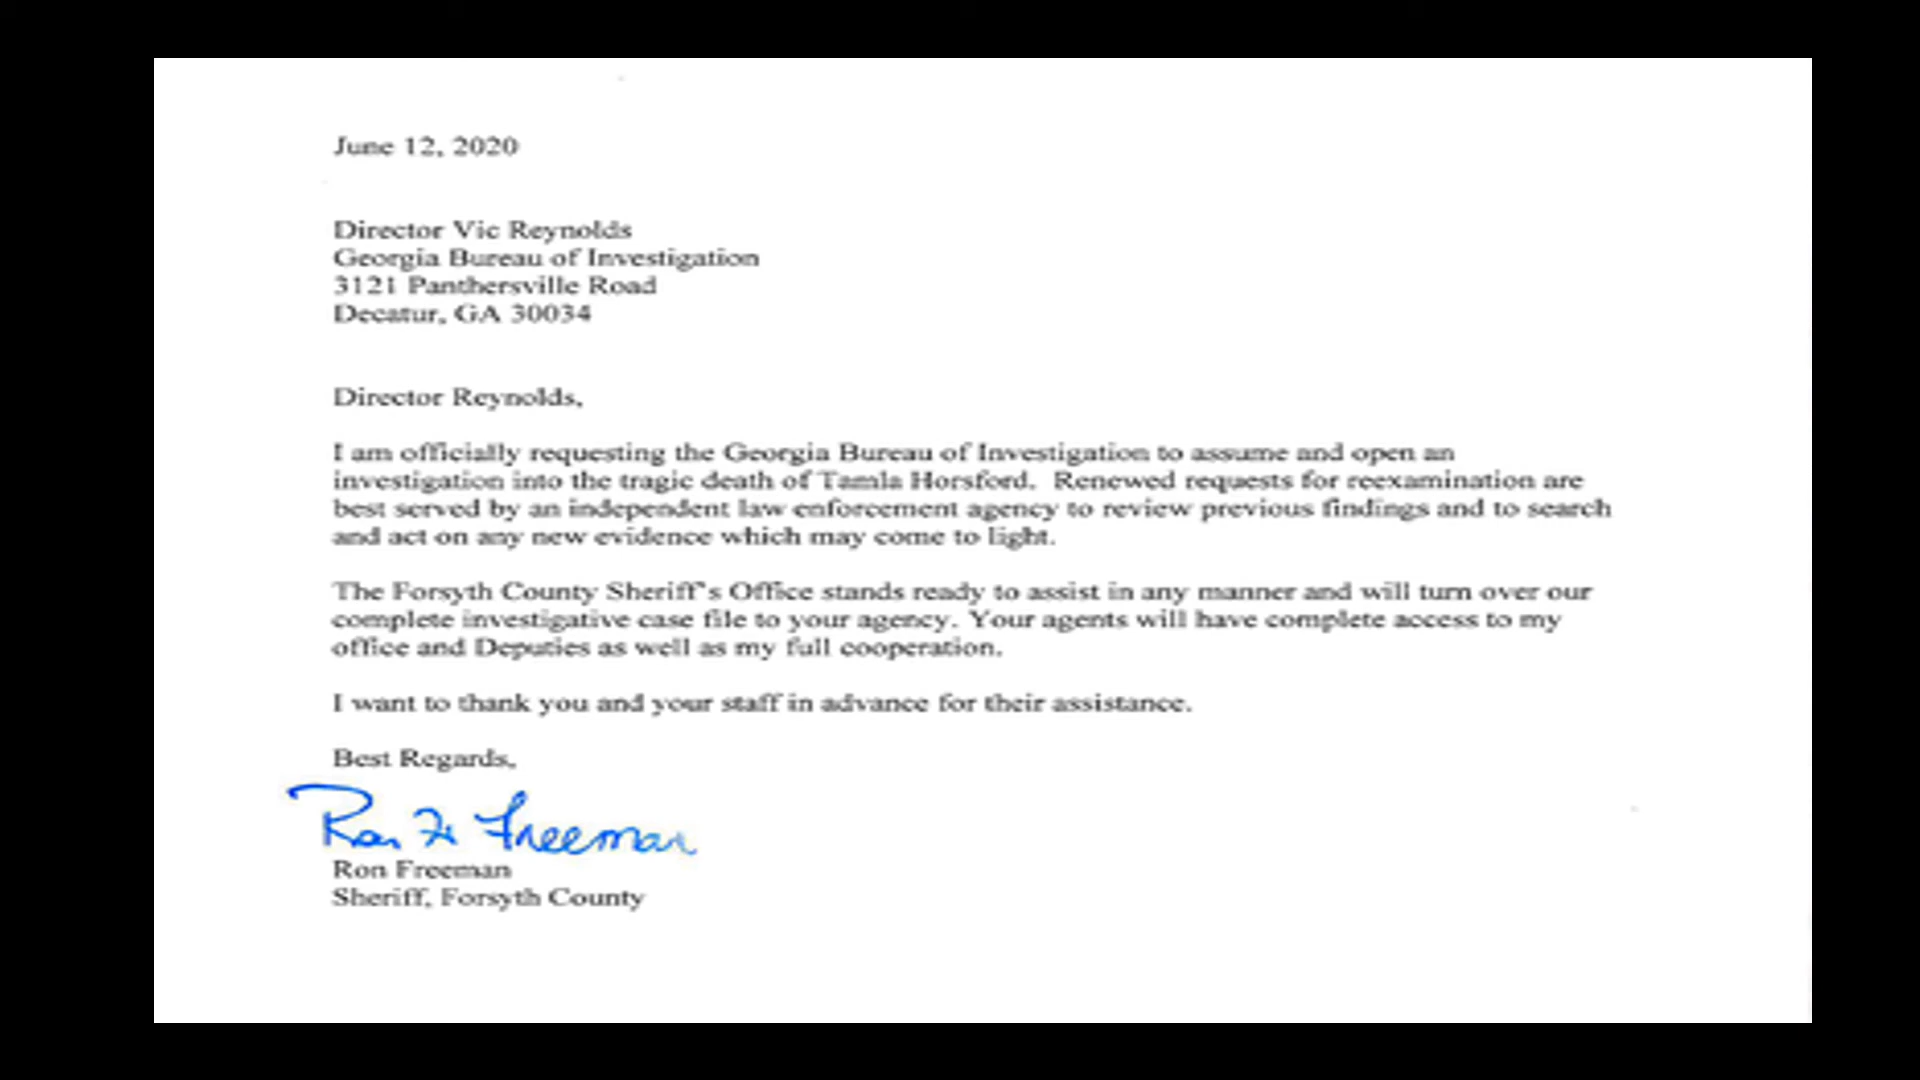 June 12, 2020
Director Vic Reynolds
Georgia Bureau of Investigation
3121 Panthersville Road
Decatur, GA 30034
Director Reynolds,
I am officially requesting the Georgia Bureau of Investigation to assume and open an
investigation into the tragic death of Tamla Horsford.  Renewed requests for reexamination are
best served by an independent law enforcement agency to review previous findings and to search
and act on any new evidence which may come to light.
The Forsyth County Sheriff's Office stands ready to assist in any manner and will turn over our
complete investigative case file to your agency. Your agents will have complete access to my
office and Deputies as well as my full cooperation.
I want to thank you and your staff in advance for their assistance.
Best Regards,
Ron H Freeman
Ron Freeman
Sheriff, Forsyth County